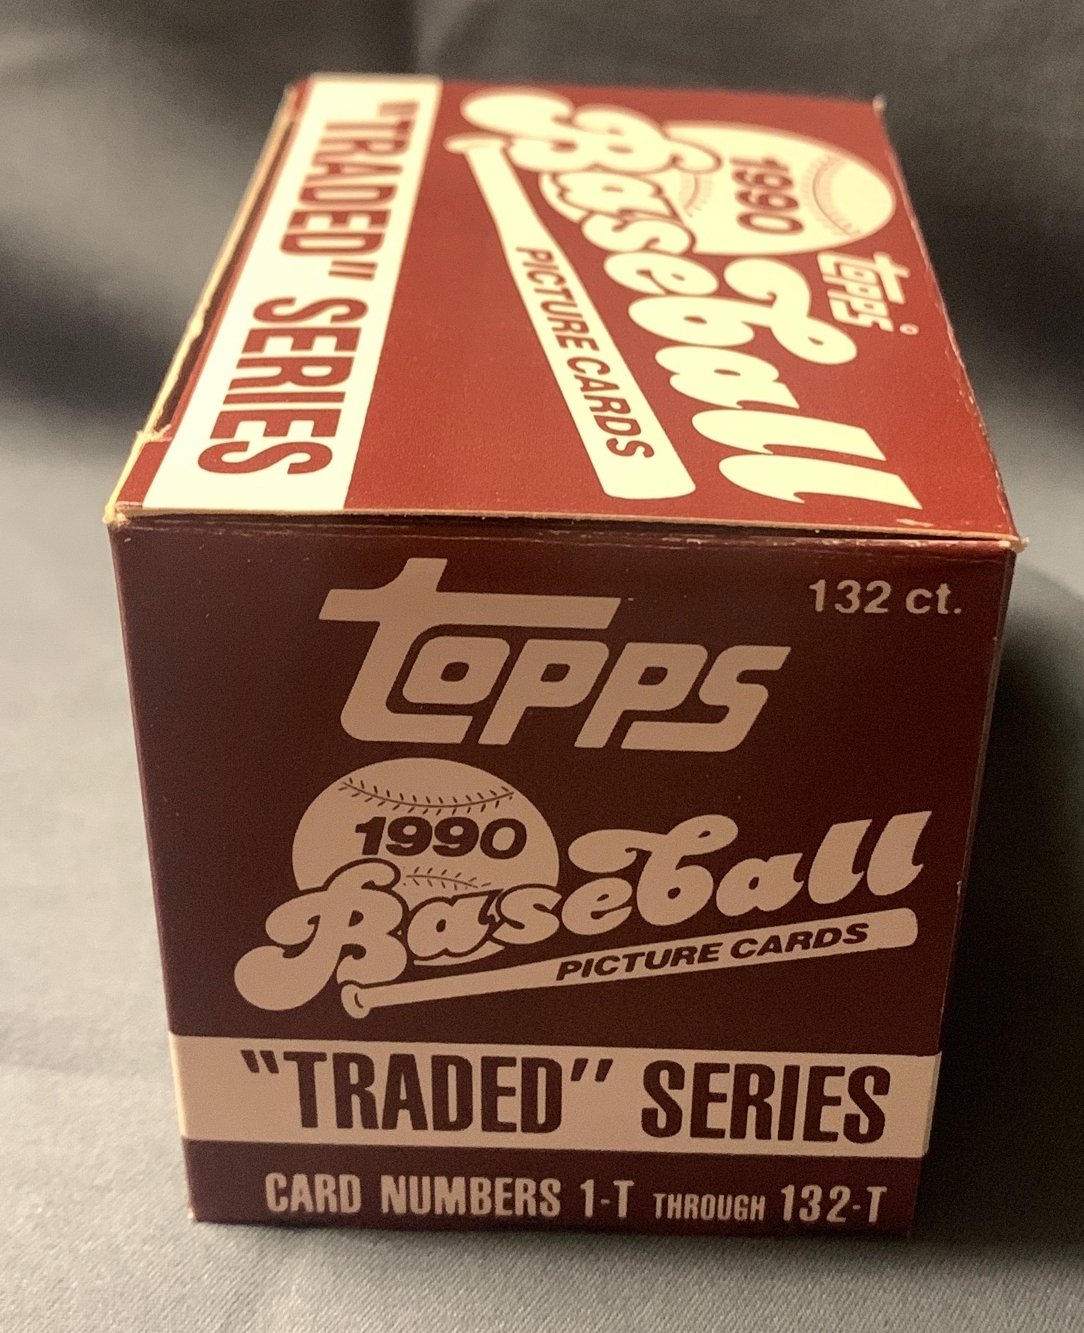 "TRADED" SERIES
1990
Baseball
PICTURE CARDS
topps®
132 ct.
topps
1990
Baseball
PICTURE CARDS
"TRADED" SERIES
CARD NUMBERS 1-T THROUGH 132-T